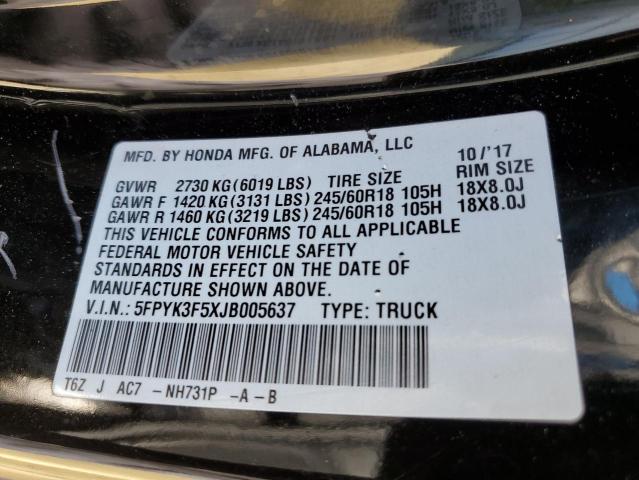 MFD. BY HONDA MFG. OF ALABAMA, LLC 10/'17
GVWR 2730 KG(6019 LBS) TIRE SIZE RIM SIZE
GAWR F 1420 KG(3131 LBS)245/60R18 105H 18X8.0J
GAWR R 1460 KG(3219 LBS)245/60R18 105H 18X8.0J
THIS VEHICLE CONFORMS TO ALL APPLICABLE
FEDERAL MOTOR VEHICLE SAFETY
STANDARDS IN EFFECT ON THE DATE OF
MANUFACTURE SHOWN ABOVE.
V.I.N.: 5FPYK3F5XJB005637 TYPE: TRUCK
T6Z J AC7 -NH731P -A-B